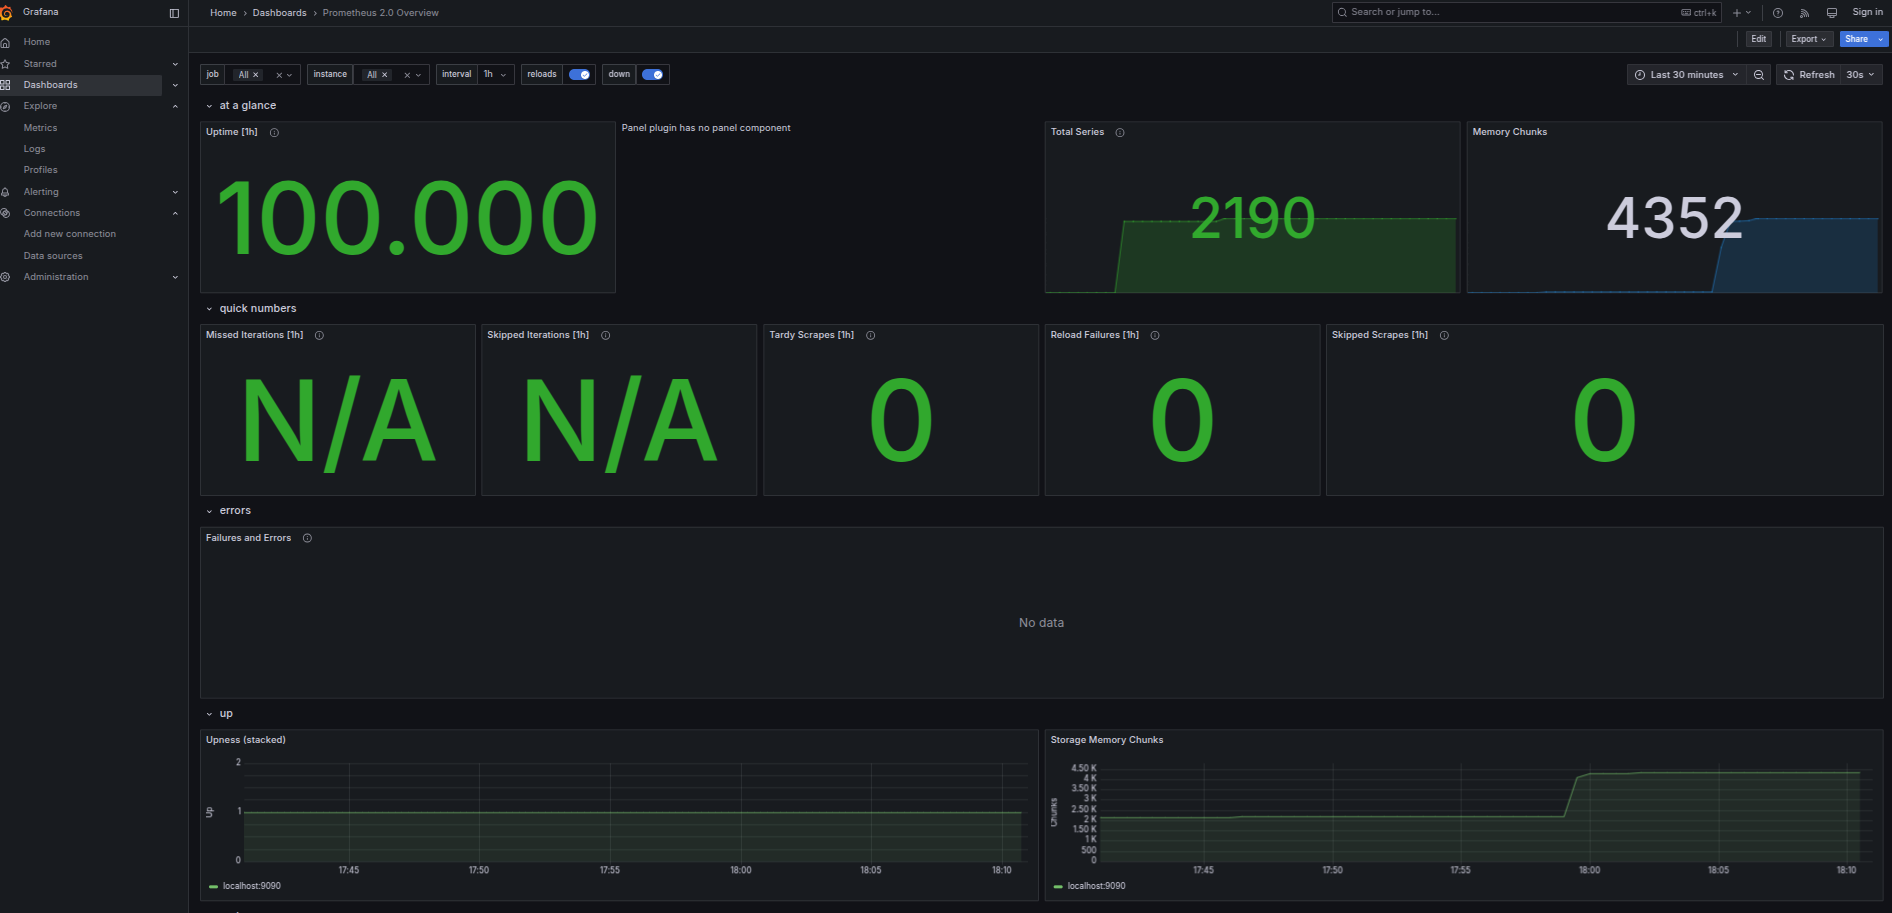 Grafana
Home › Dashboards › Prometheus 2.0 Overview
Search or jump to...
ctrl+k
Sign in
Edit
Export
Share
Home
Starred
Dashboards
Explore
Metrics
Logs
Profiles
Alerting
Connections
Add new connection
Data sources
Administration
job
All
instance
All
interval
1h
reloads
down
Last 30 minutes
Refresh
30s
at a glance
Uptime [1h]
100.000
Panel plugin has no panel component
Total Series
2190
Memory Chunks
4352
quick numbers
Missed Iterations [1h]
N/A
Skipped Iterations [1h]
N/A
Tardy Scrapes [1h]
0
Reload Failures [1h]
0
Skipped Scrapes [1h]
0
errors
Failures and Errors
No data
up
Upness (stacked)
Up
2
1
0
17:45
17:50
17:55
18:00
18:05
18:10
localhost:9090
Storage Memory Chunks
Chunks
4.50 K
4 K
3.50 K
3 K
2.50 K
2 K
1.50 K
1 K
500
0
17:45
17:50
17:55
18:00
18:05
18:10
localhost:9090